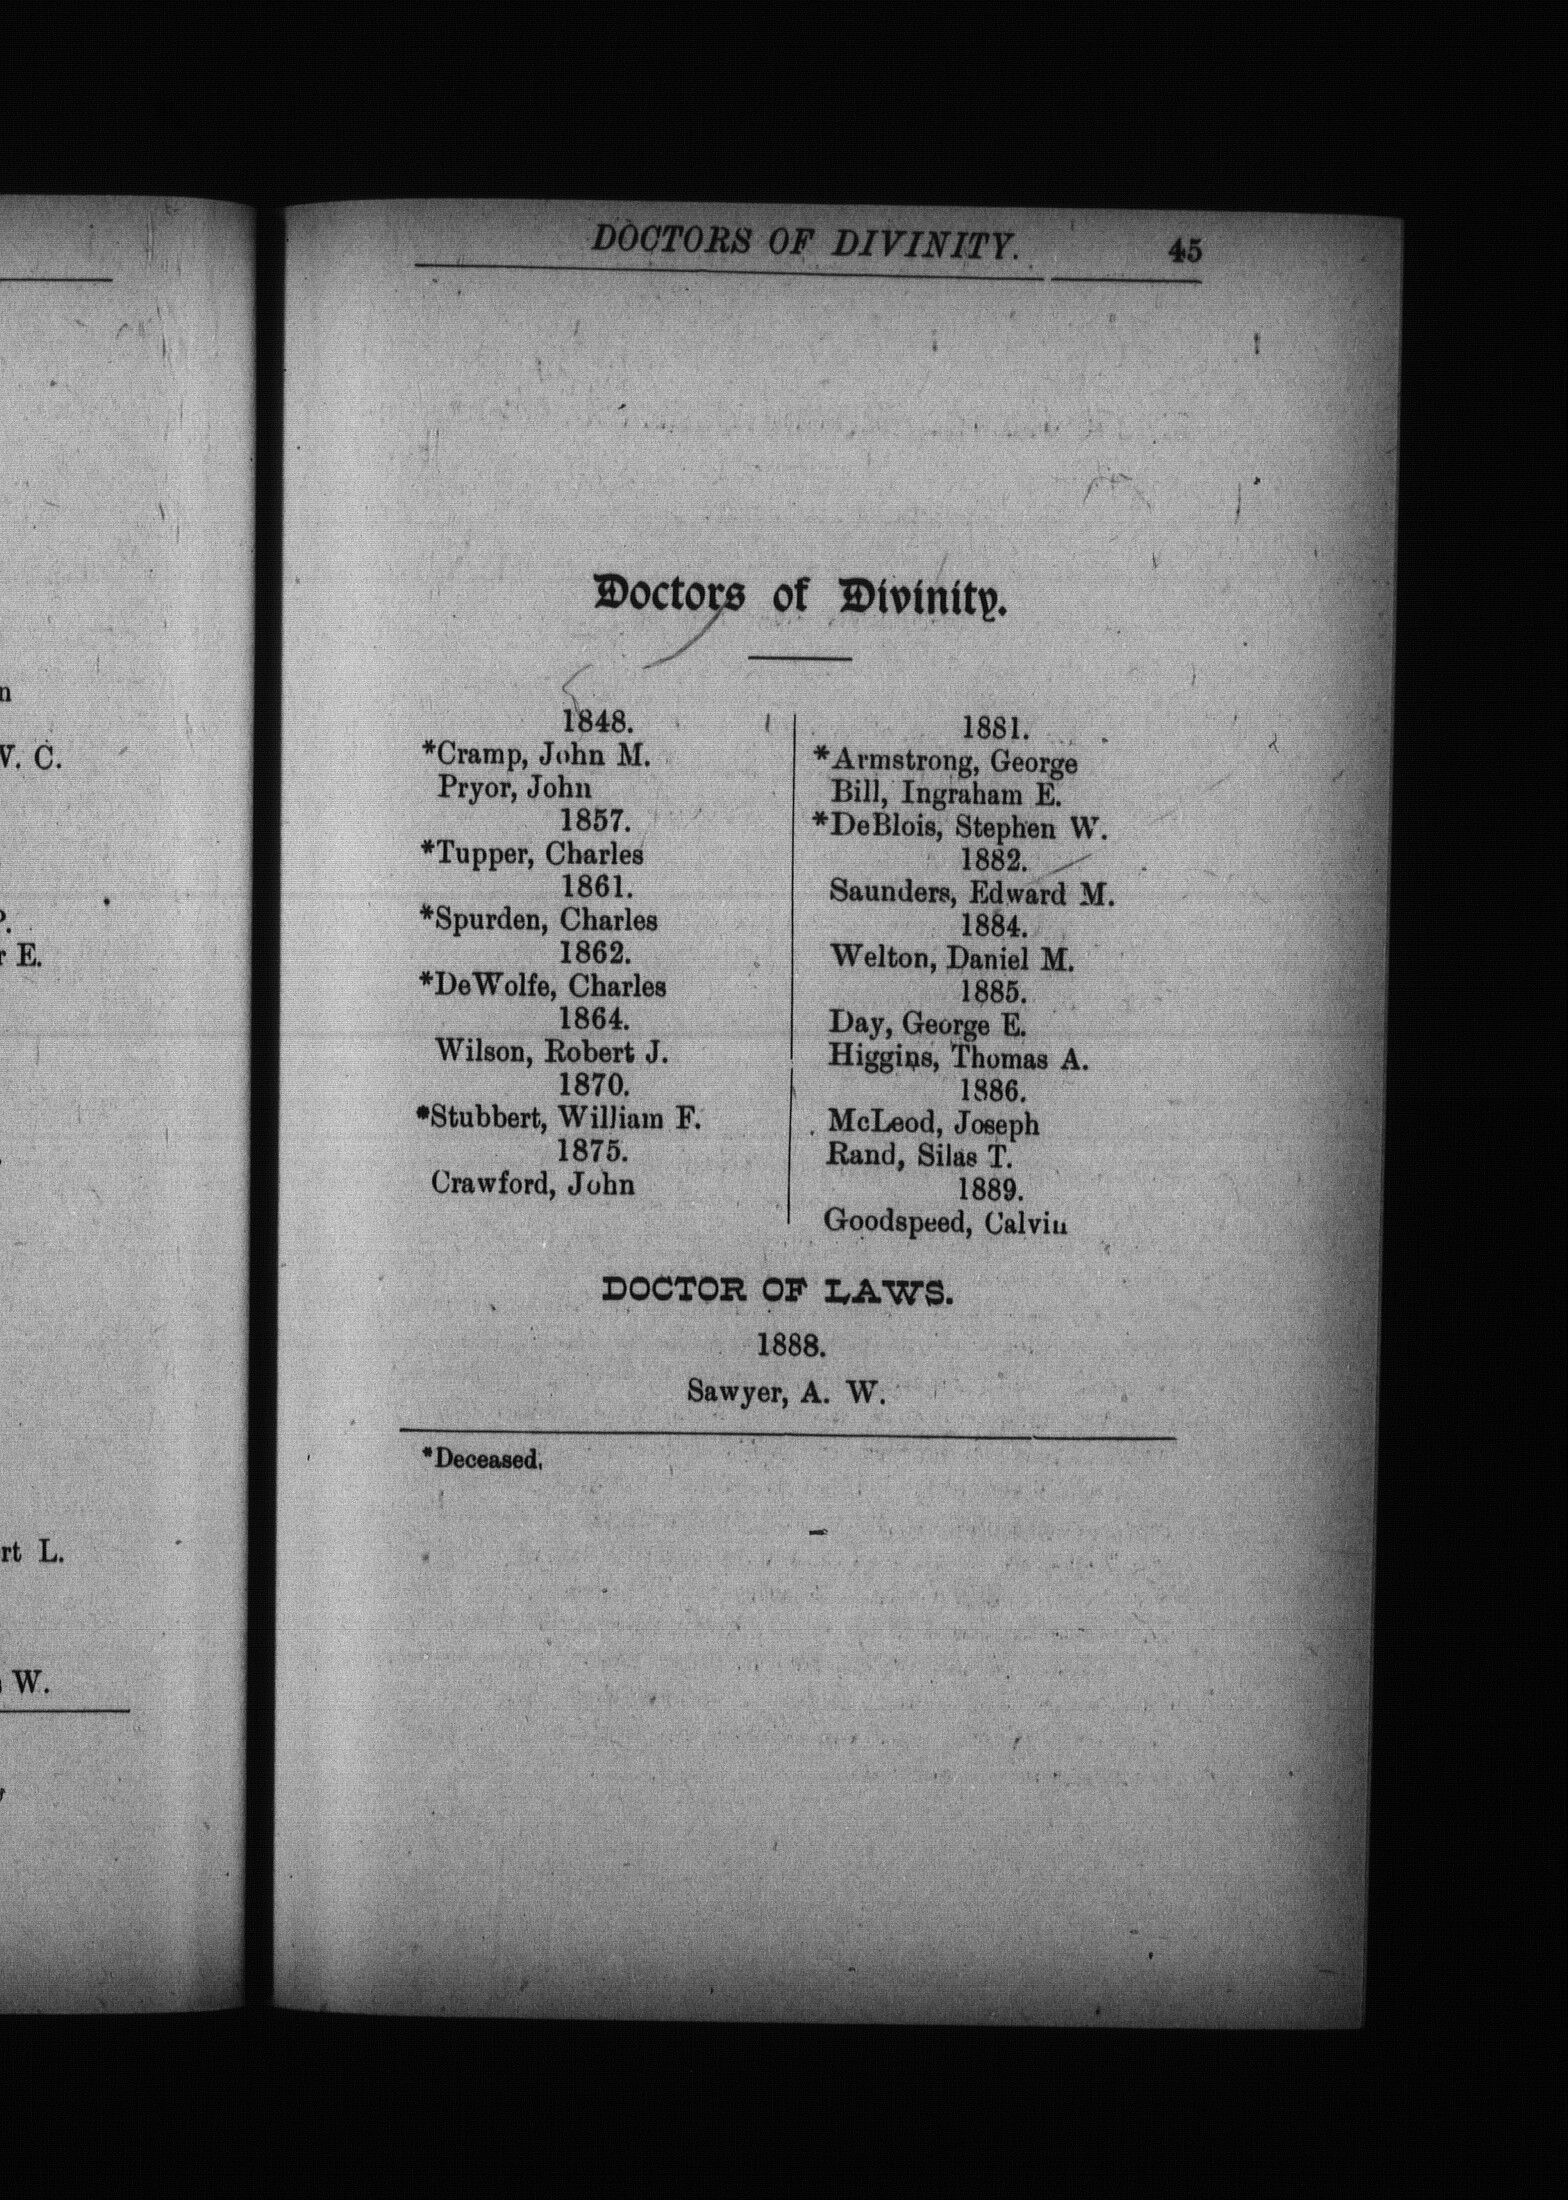 n
V. C.
r E.
rt L.
W.
DOCTORS OF DIVINITY. 45
Doctors of Divinity.
1848.
*Cramp, John M.
Pryor, John
1857.
*Tupper, Charles
1861.
*Spurden, Charles
1862.
*DeWolfe, Charles
1864.
Wilson, Robert J.
1870.
*Stubbert, William F.
1875.
Crawford, John
1881.
*Armstrong, George
Bill, Ingraham E.
*DeBlois, Stephen W.
1882.
Saunders, Edward M.
1884.
Welton, Daniel M.
1885.
Day, George E.
Higgins, Thomas A.
1886.
McLeod, Joseph
Rand, Silas T.
1889.
Goodspeed, Calvin
DOCTOR OF LAWS.
1888.
Sawyer, A. W.
*Deceased.